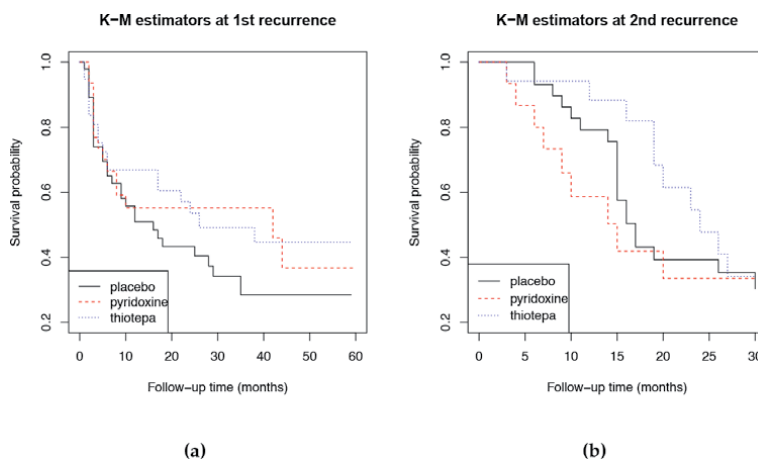 K−M estimators at 1st recurrence
Survival probability
1.0
0.8
0.6
0.4
0.2
placebo
pyridoxine
thiotepa
0 10 20 30 40 50 60
Follow−up time (months)
(a)
K−M estimators at 2nd recurrence
Survival probability
1.0
0.8
0.6
0.4
0.2
placebo
pyridoxine
thiotepa
0 5 10 15 20 25 30
Follow−up time (months)
(b)